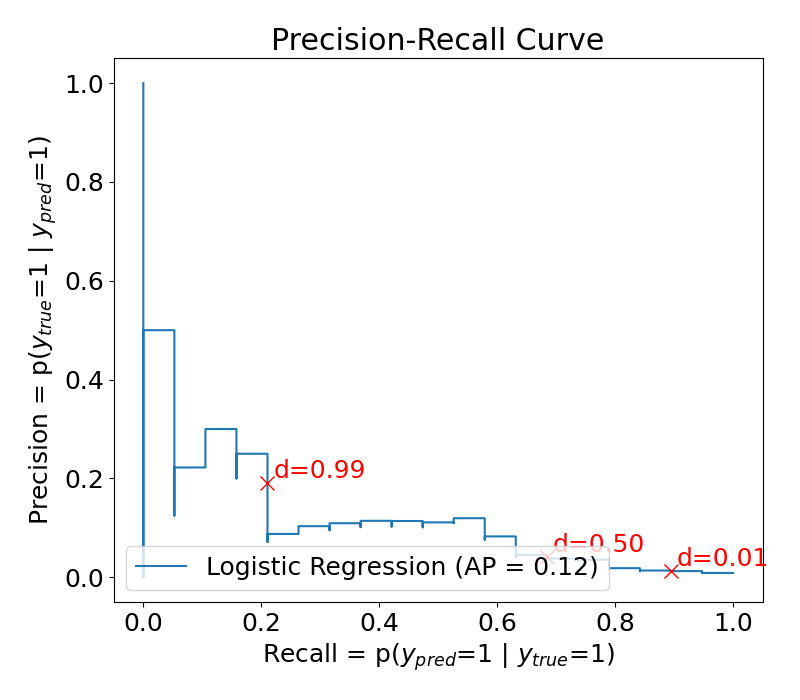 Precision-Recall Curve
Precision = p(y_true=1 | y_pred=1)
1.0
0.8
0.6
0.4
0.2
0.0
d=0.99
d=0.50
d=0.01
Logistic Regression (AP = 0.12)
0.0 0.2 0.4 0.6 0.8 1.0
Recall = p(y_pred=1 | y_true=1)